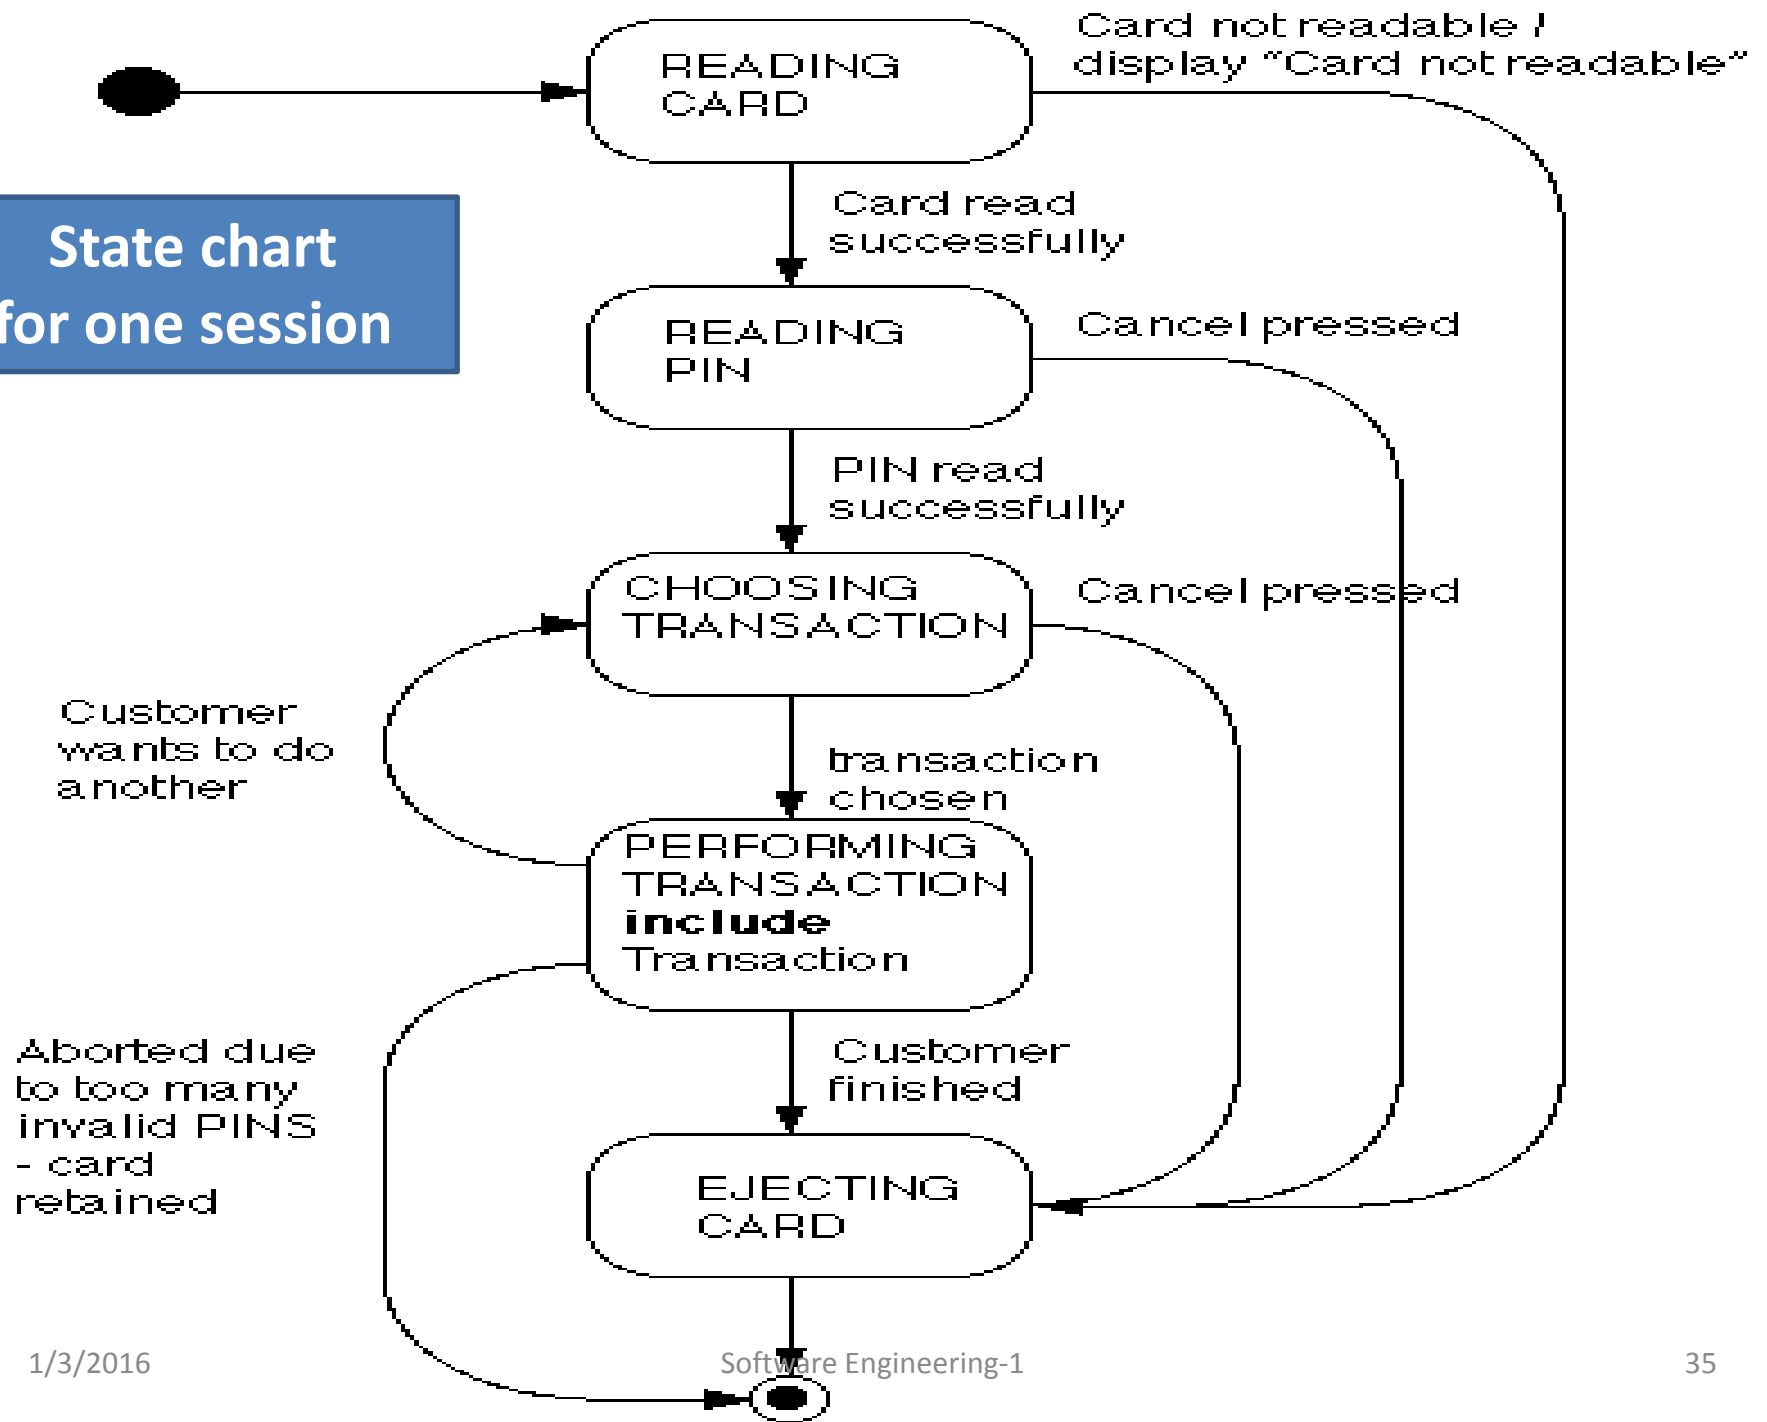 Card not readable /
display "Card not readable"
READING
CARD
State chart
for one session
Card read
successfully
READING
PIN
Cancel pressed
PIN read
successfully
CHOOSING
TRANSACTION
Cancel pressed
Customer
wants to do
another
transaction
chosen
PERFORMING
TRANSACTION
include
Transaction
Aborted due
to too many
invalid PINS
- card
retained
Customer
finished
EJECTING
CARD
1/3/2016
Software Engineering-1
35